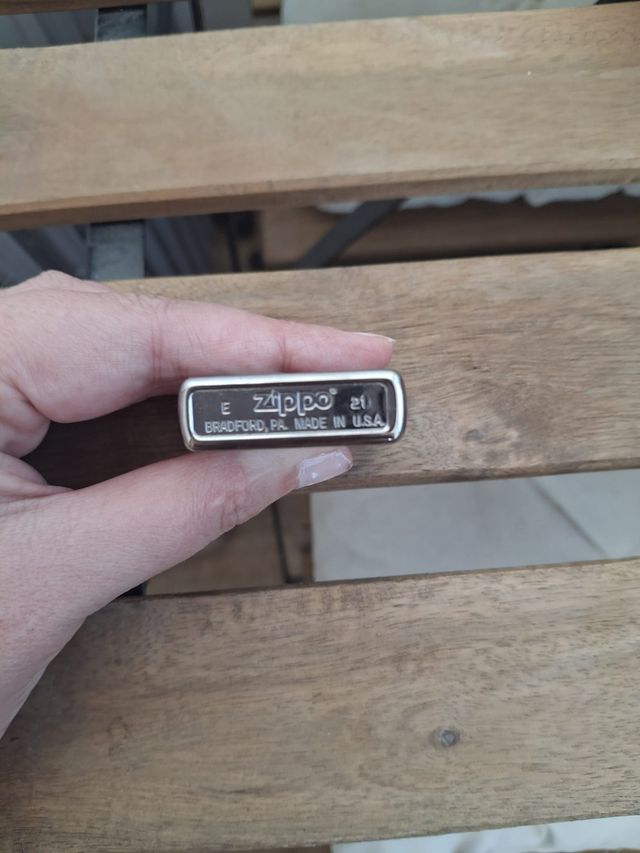 E zippo® 21
BRADFORD, PA. MADE IN U.S.A.